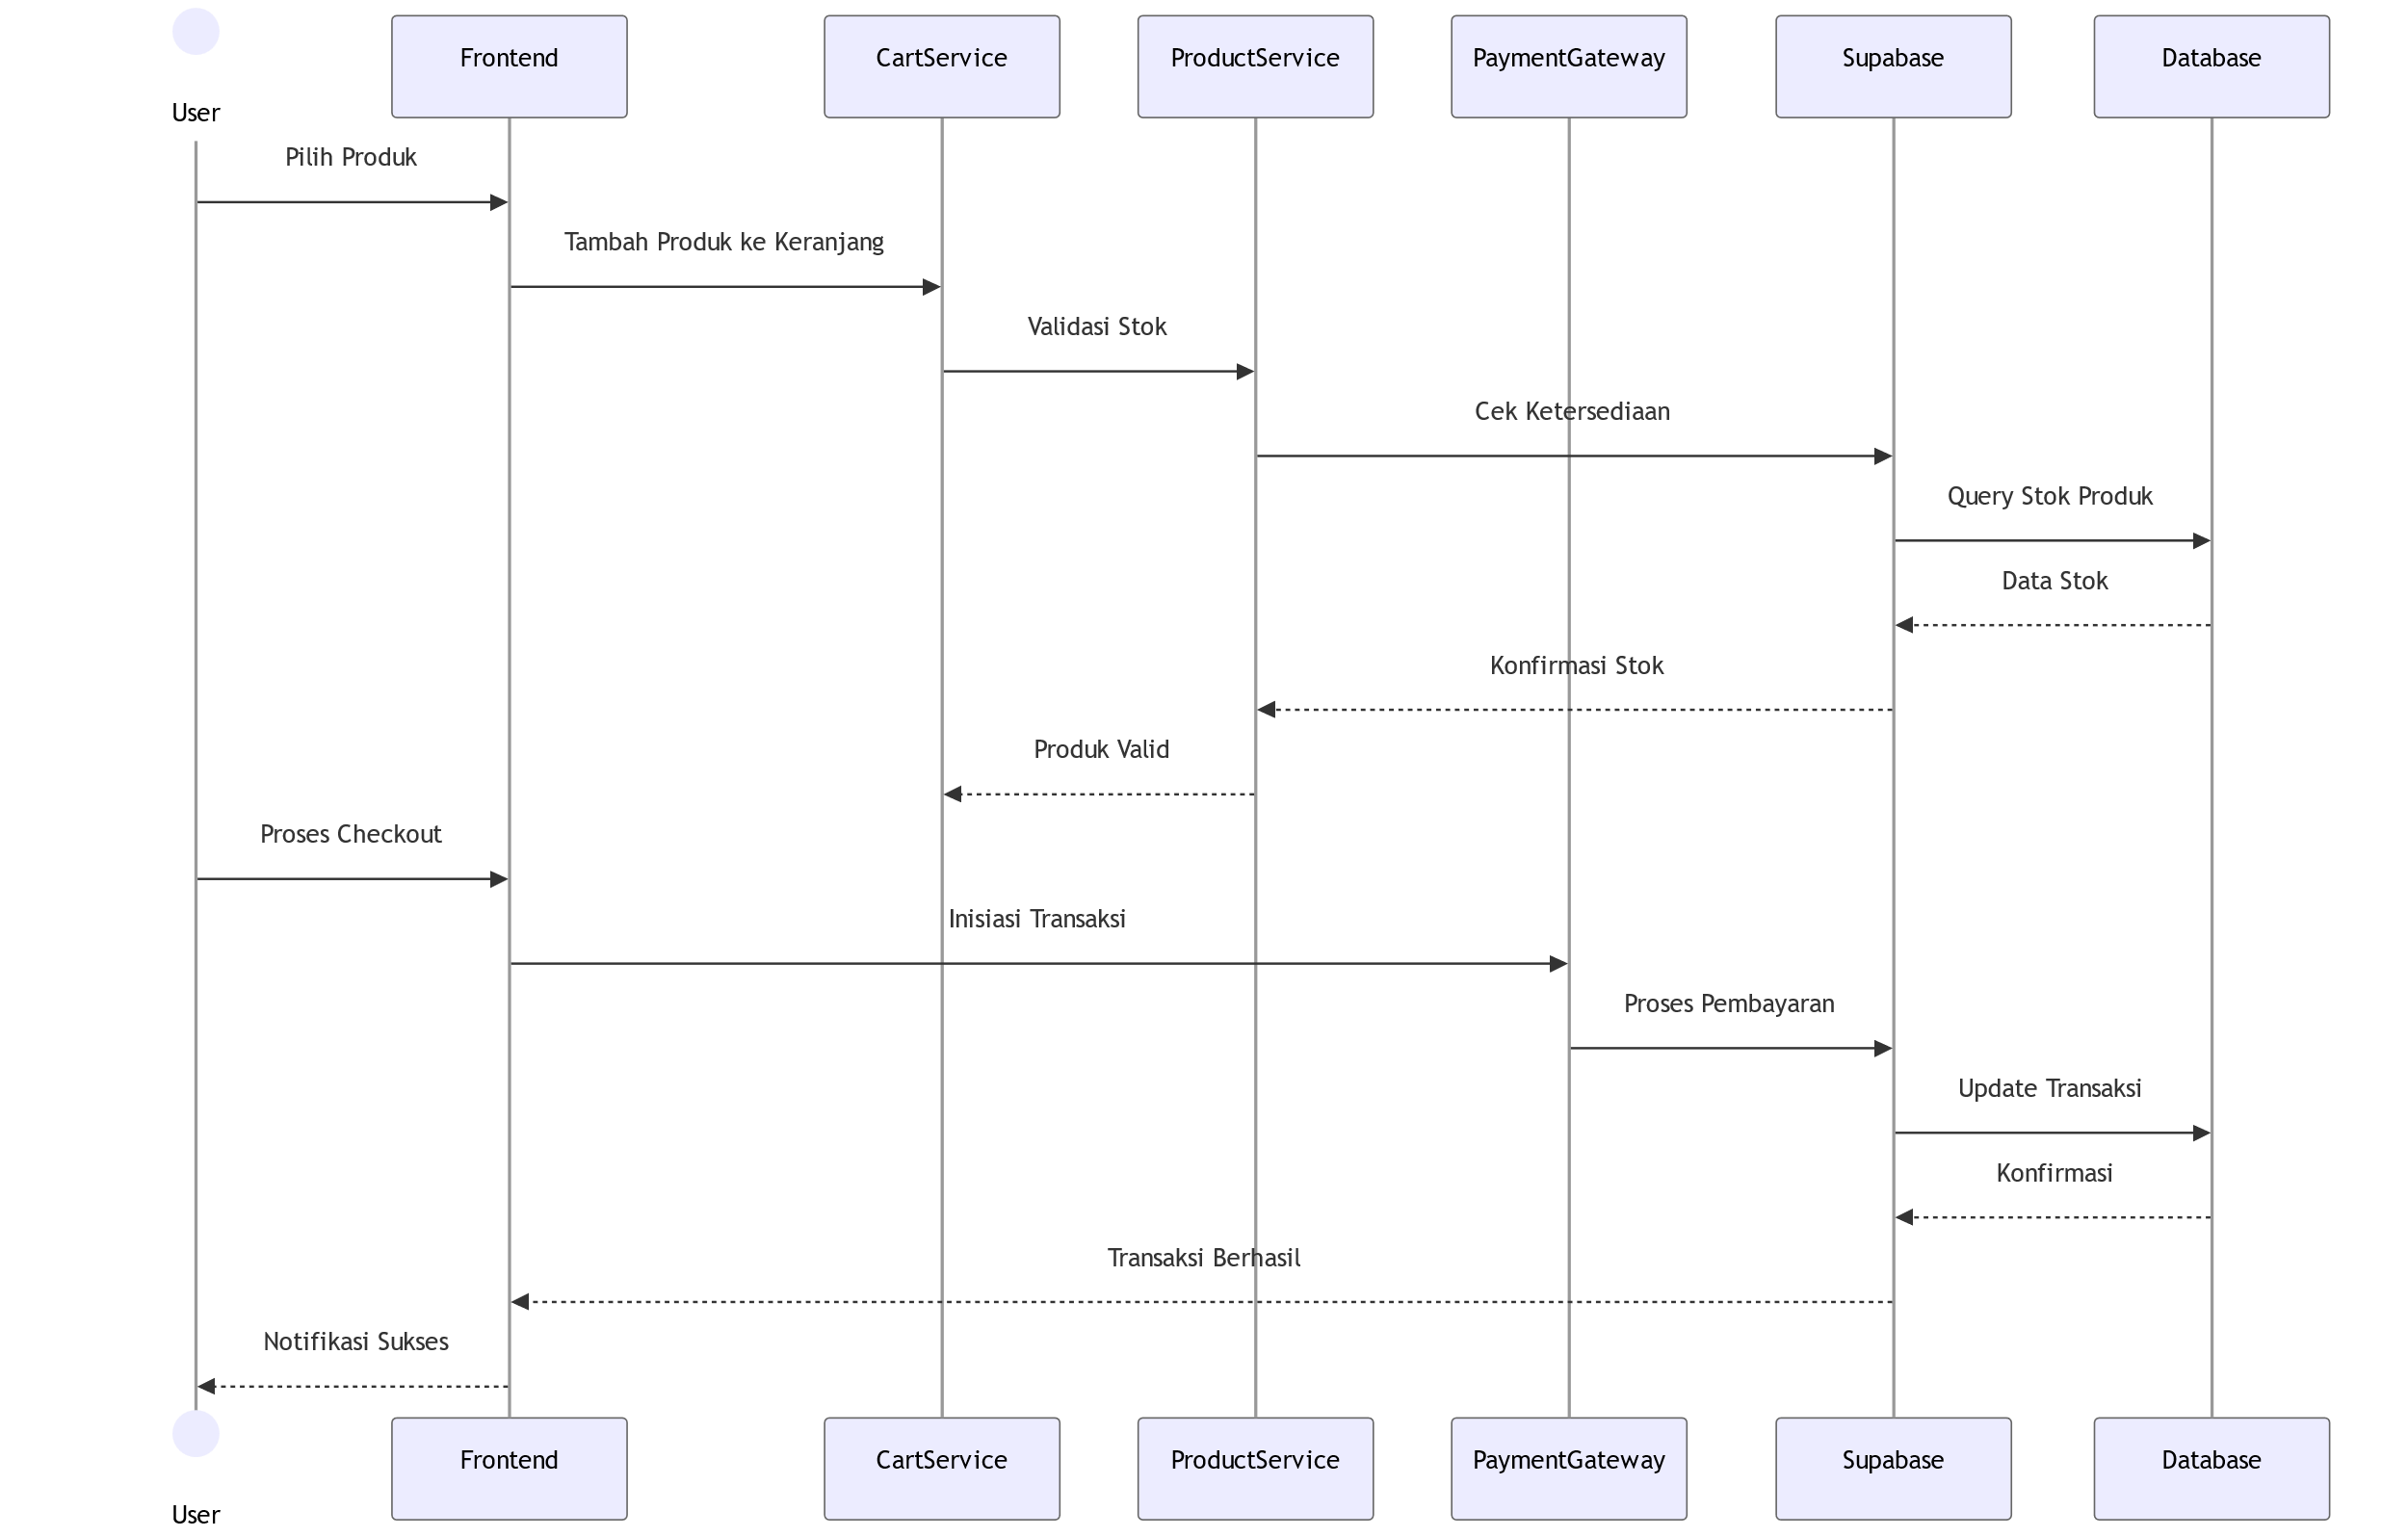 Frontend
CartService
ProductService
PaymentGateway
Supabase
Database
User
Pilih Produk
Tambah Produk ke Keranjang
Validasi Stok
Cek Ketersediaan
Query Stok Produk
Data Stok
Konfirmasi Stok
Produk Valid
Proses Checkout
Inisiasi Transaksi
Proses Pembayaran
Update Transaksi
Konfirmasi
Transaksi Berhasil
Notifikasi Sukses
Frontend
CartService
ProductService
PaymentGateway
Supabase
Database
User